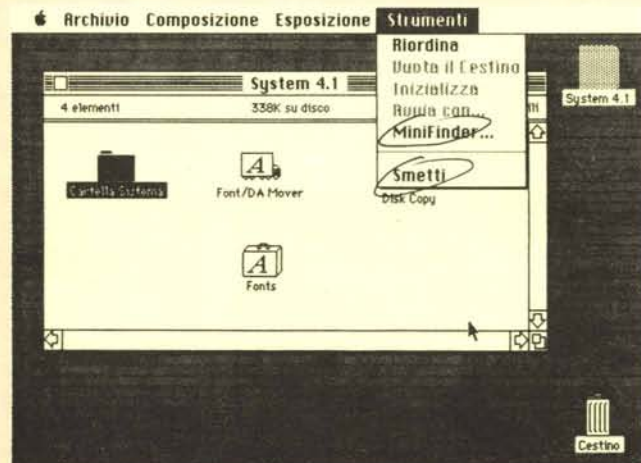 Archivio Composizione Esposizione Strumenti
Riordina
Vuota il Cestino
Inizializza
Avvia con...
MiniFinder...
Smetti
System 4.1
4 elementi 338K su disco
Cartella Sistema
Font/DA Mover
Disk Copy
Fonts
System 4.1
Cestino